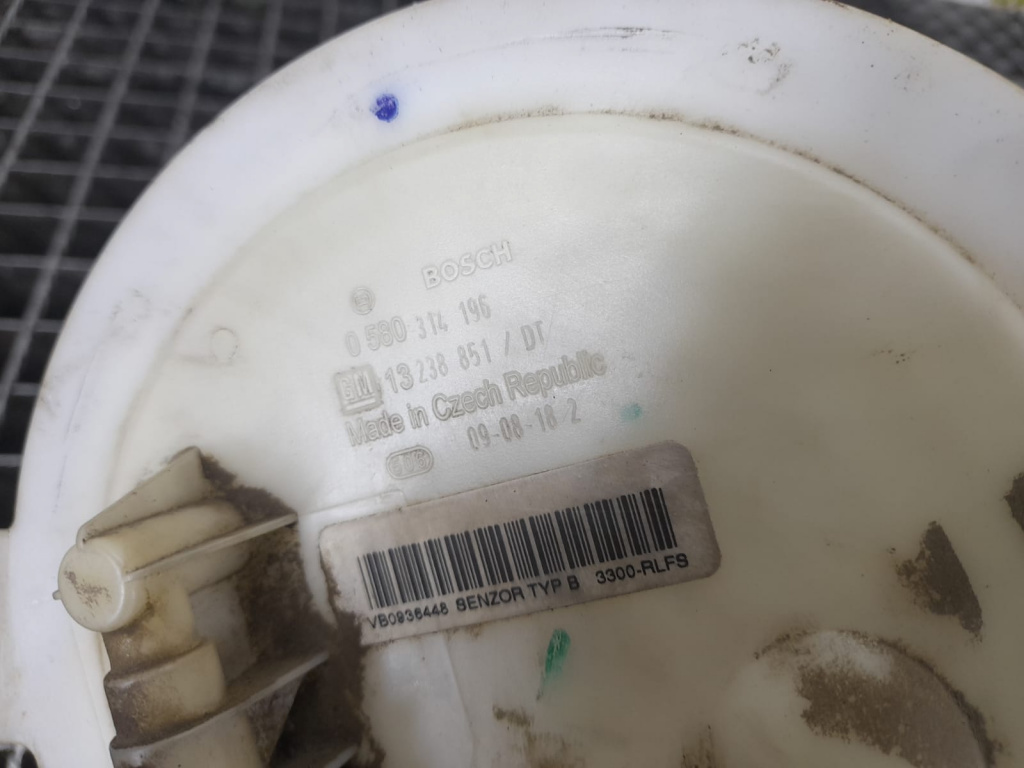 BOSCH
0 580 314 196
GM 13 238 851 / DT
Made in Czech Republic
09-08-18 2
VB0936448 SENZOR TYP B 3300-RLFS